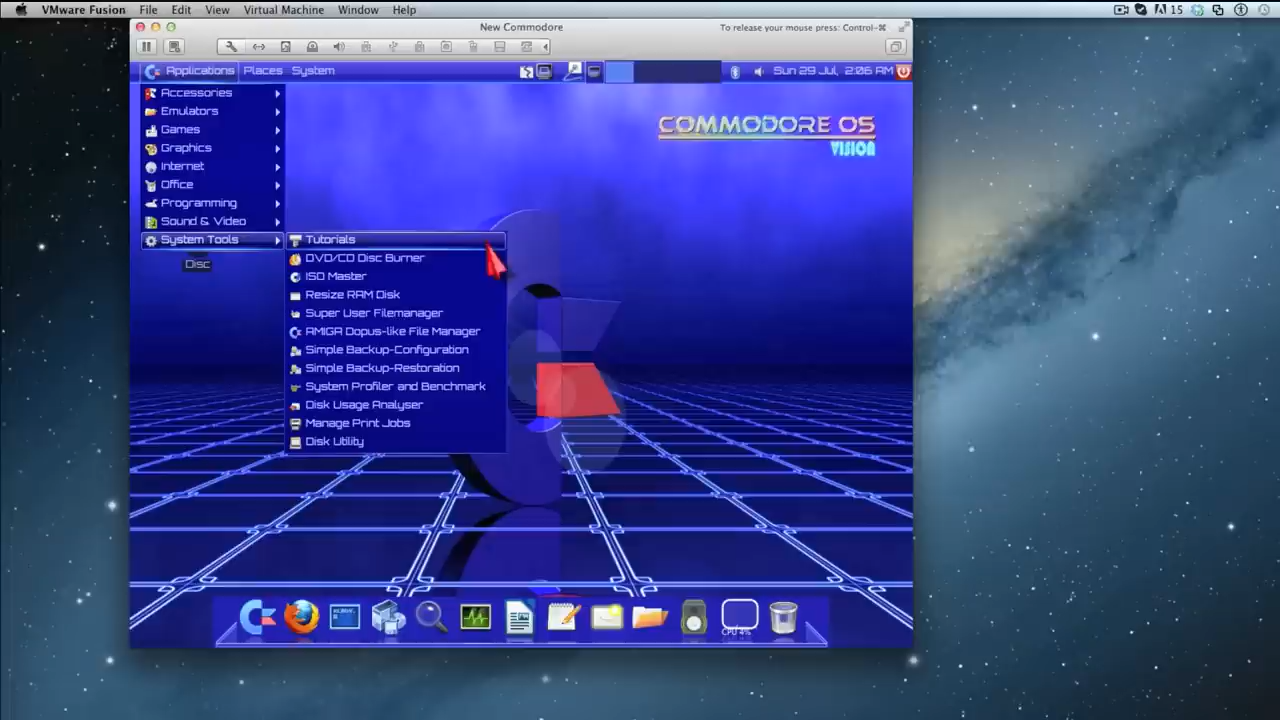 VMware Fusion File Edit View Virtual Machine Window Help 15
New Commodore To release your mouse press: Control-⌘
Applications Places System Sun 29 Jul, 2:06 AM
Accessories
Emulators
Games
Graphics
Internet
Office
Programming
Sound & Video
System Tools
Tutorials
DVD/CD Disc Burner
ISO Master
Resize RAM Disk
Super User Filemanager
AMIGA Dopus-like File Manager
Simple Backup-Configuration
Simple Backup-Restoration
System Profiler and Benchmark
Disk Usage Analyser
Manage Print Jobs
Disk Utility
Disc
COMMODORE OS
VISION
CPU 4%